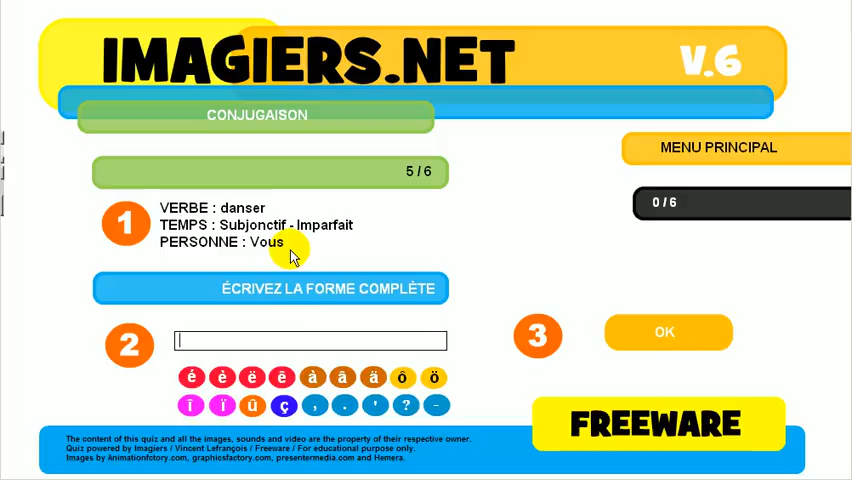 IMAGIERS.NET
V.6
CONJUGAISON
MENU PRINCIPAL
5 / 6
0 / 6
1
VERBE : danser
TEMPS : Subjonctif - Imparfait
PERSONNE : Vous
ÉCRIVEZ LA FORME COMPLÈTE
2
3
OK
é è ë ê à â ä ô ö
î ï û ç , . ' ? -
FREEWARE
The content of this quiz and all the images, sounds and video are the property of their respective owner.
Quiz powered by Imagiers / Vincent Lefrançois / Freeware / For educational purpose only.
Images by Animationfctory.com, graphicsfactory.com, presentermedia.com and Hemera.